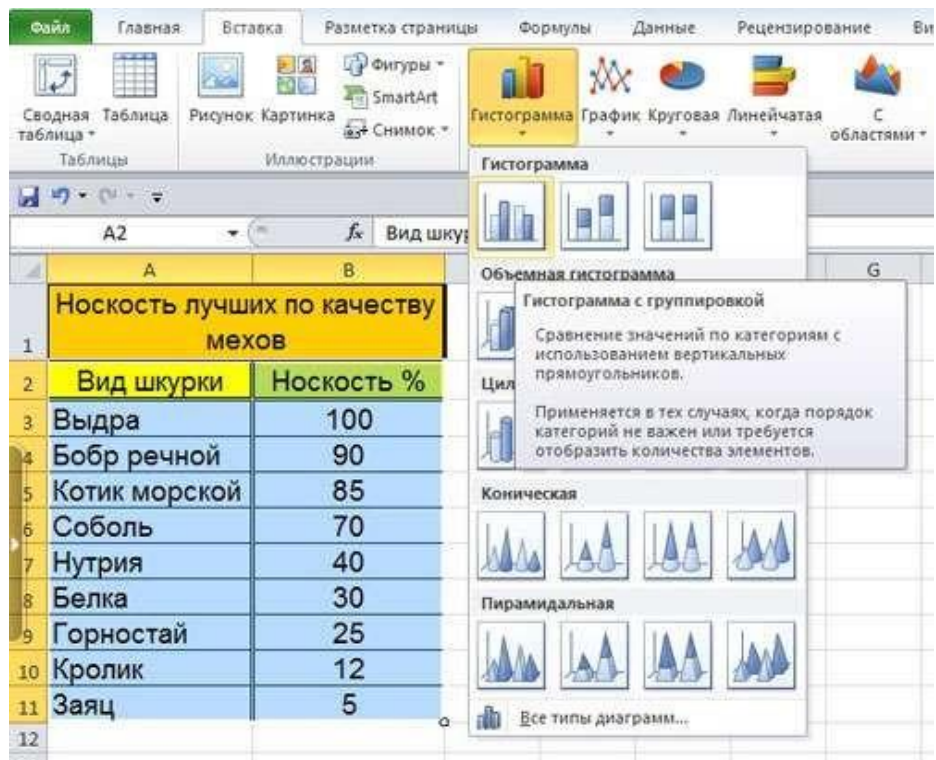 Файл Главная Вставка Разметка страницы Формулы Данные Рецензирование Ви
Сводная таблица Таблица Рисунок Картинка Фигуры SmartArt Снимок Гистограмма График Круговая Линейчатая С областями
Таблицы Иллюстрации
A2 fx Вид шку
Гистограмма
Объемная гистограмма
Гистограмма с группировкой
Сравнение значений по категориям с
использованием вертикальных
прямоугольников.
Применяется в тех случаях, когда порядок
категорий не важен или требуется
отобразить количества элементов.
Цил
Коническая
Пирамидальная
Все типы диаграмм...
A B G
1 Носкость лучших по качеству
мехов
2 Вид шкурки Носкость %
3 Выдра 100
4 Бобр речной 90
5 Котик морской 85
6 Соболь 70
7 Нутрия 40
8 Белка 30
9 Горностай 25
10 Кролик 12
11 Заяц 5
12